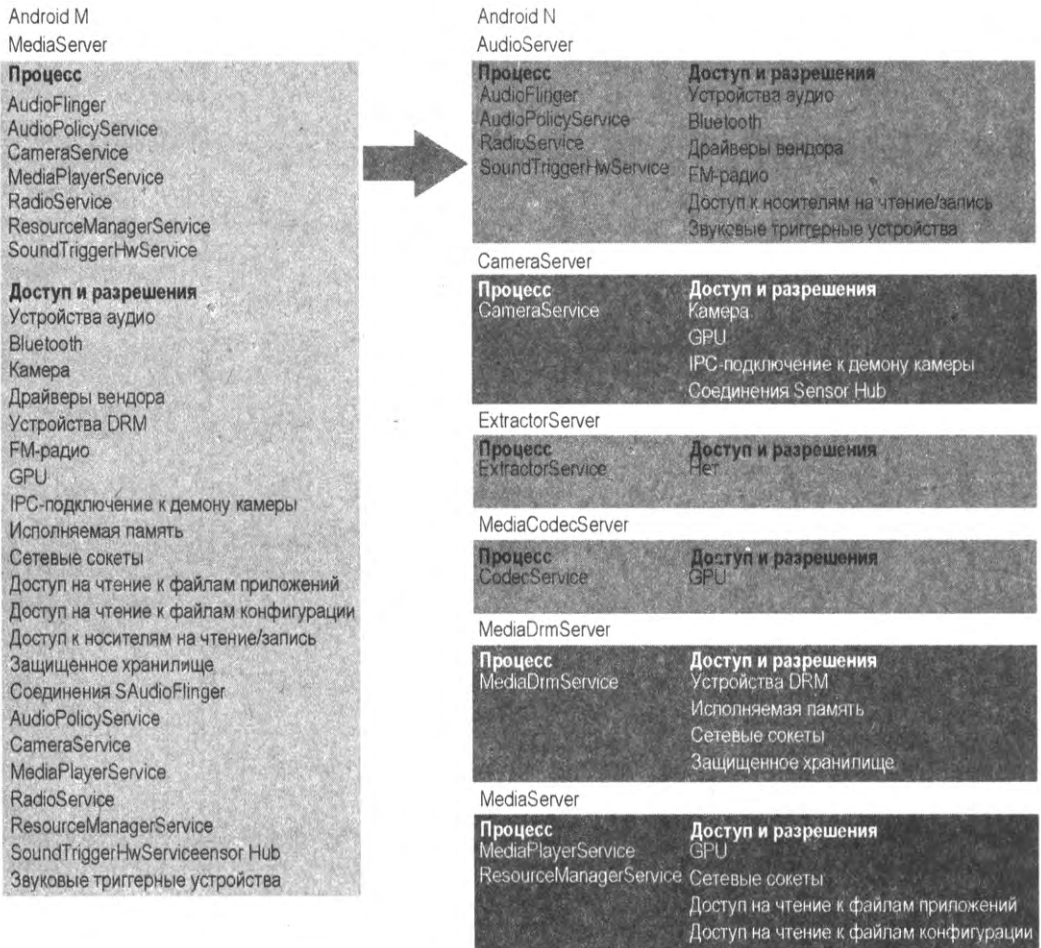 Android M
MediaServer
Процесс
AudioFlinger
AudioPolicyService
CameraService
MediaPlayerService
RadioService
ResourceManagerService
SoundTriggerHwService
Доступ и разрешения
Устройства аудио
Bluetooth
Камера
Драйверы вендора
Устройства DRM
FM-радио
GPU
IPC-подключение к демону камеры
Исполняемая память
Сетевые сокеты
Доступ на чтение к файлам приложений
Доступ на чтение к файлам конфигурации
Доступ к носителям на чтение/запись
Защищенное хранилище
Соединения SAudioFlinger
AudioPolicyService
CameraService
MediaPlayerService
RadioService
ResourceManagerService
SoundTriggerHwServiceensor Hub
Звуковые триггерные устройства
Android N
AudioServer
Процесс
AudioFlinger
AudioPolicyService
RadioService
SoundTriggerHwService
Доступ и разрешения
Устройства аудио
Bluetooth
Драйверы вендора
FM-радио
Доступ к носителям на чтение/запись
Звуковые триггерные устройства
CameraServer
Процесс
CameraService
Доступ и разрешения
Камера
GPU
IPC-подключение к демону камеры
Соединения Sensor Hub
ExtractorServer
Процесс
ExtractorService
Доступ и разрешения
Нет
MediaCodecServer
Процесс
CodecService
Доступ и разрешения
GPU
MediaDrmServer
Процесс
MediaDrmService
Доступ и разрешения
Устройства DRM
Исполняемая память
Сетевые сокеты
Защищенное хранилище
MediaServer
Процесс
MediaPlayerService
ResourceManagerService
Доступ и разрешения
GPU
Сетевые сокеты
Доступ на чтение к файлам приложений
Доступ на чтение к файлам конфигурации